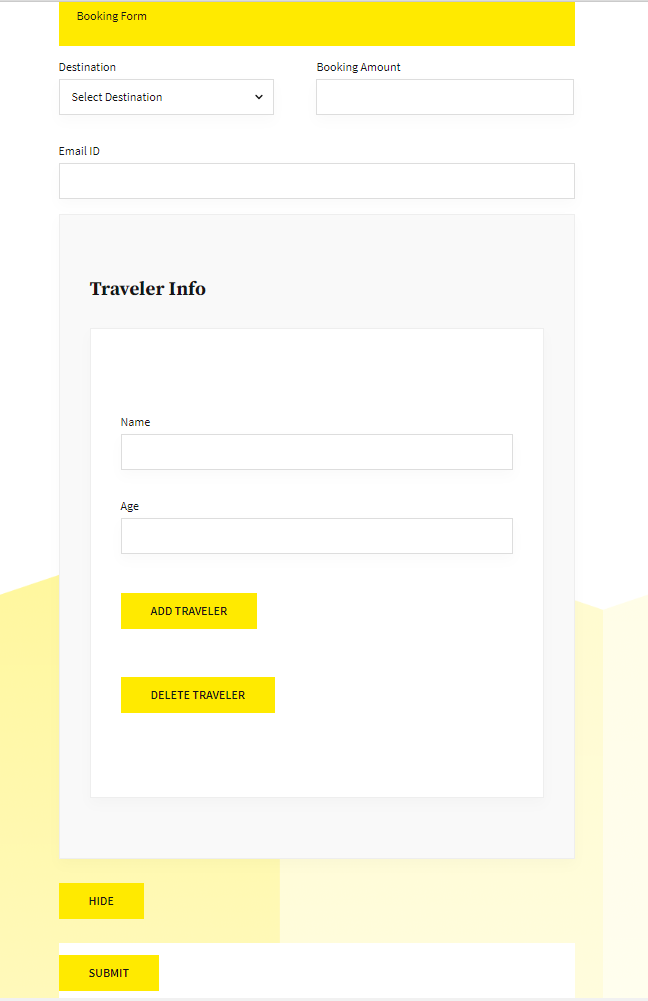 Booking Form
Destination
Booking Amount
Select Destination
Email ID
Traveler Info
Name
Age
ADD TRAVELER
DELETE TRAVELER
HIDE
SUBMIT